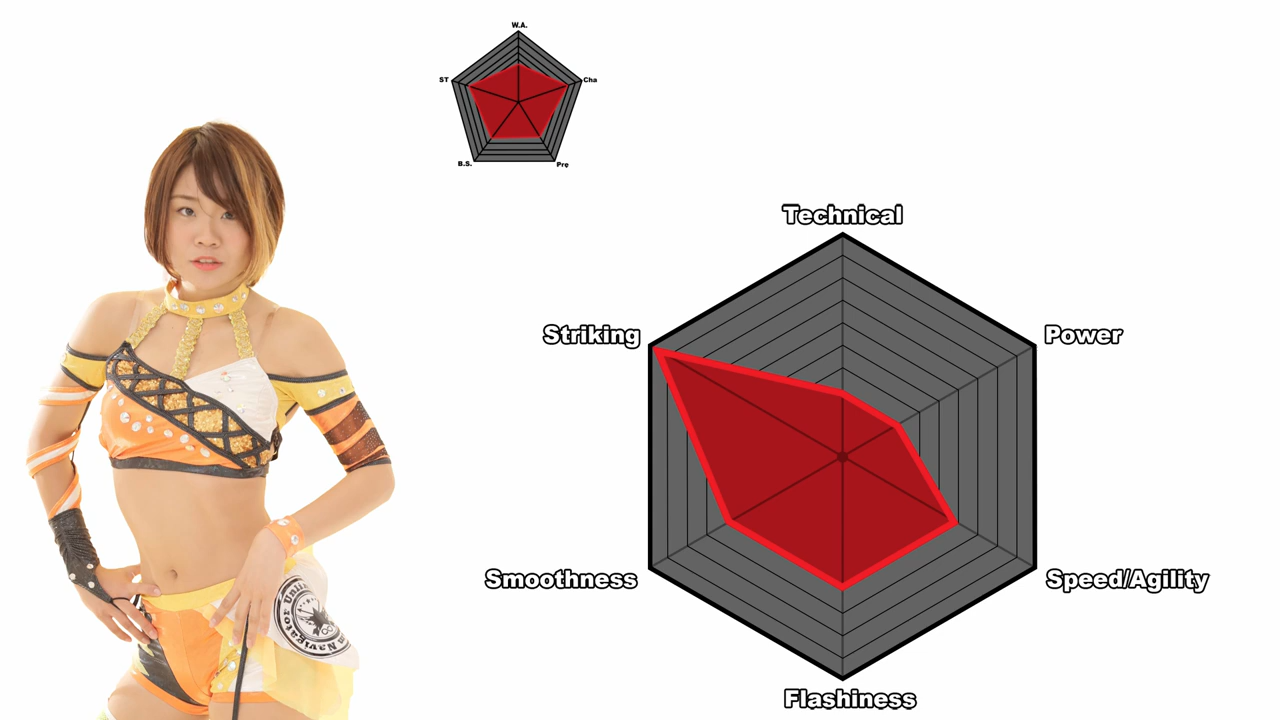 W.A.
ST
Cha
B.S.
Pre
Technical
Striking
Power
Smoothness
Speed/Agility
Flashiness